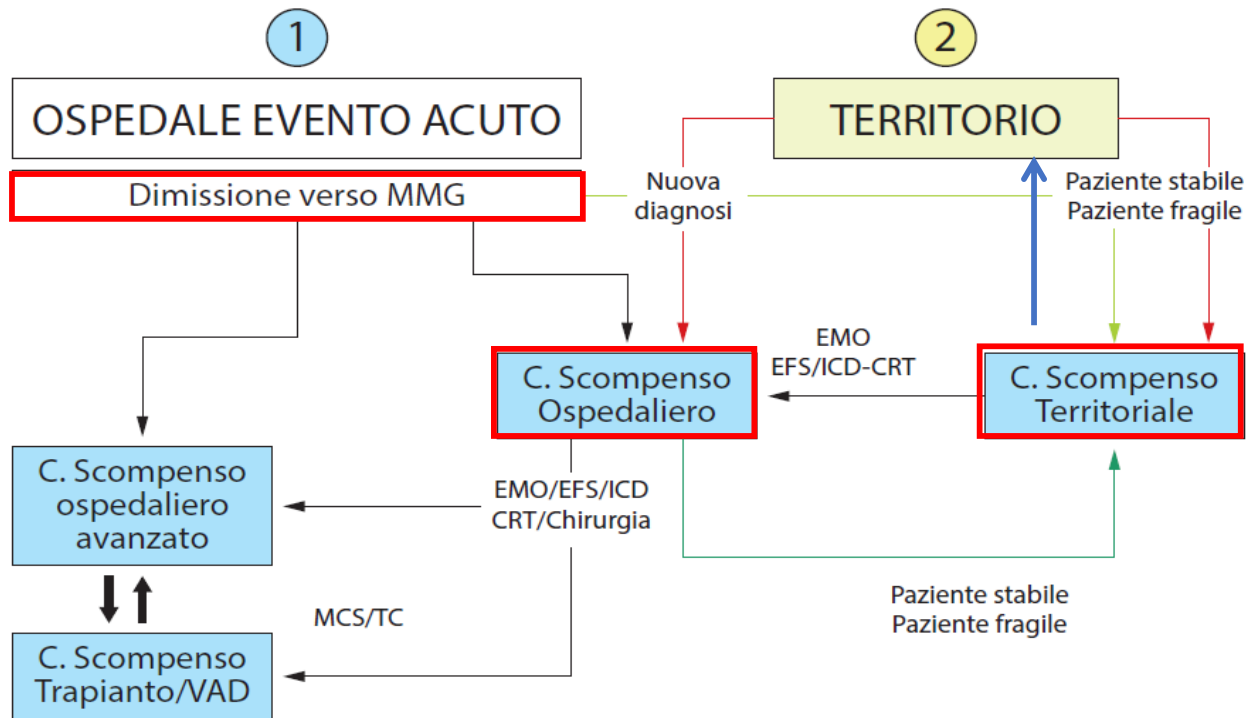 1
2
OSPEDALE EVENTO ACUTO
TERRITORIO
Dimissione verso MMG
Nuova
diagnosi
Paziente stabile
Paziente fragile
EMO
EFS/ICD-CRT
C. Scompenso
Ospedaliero
C. Scompenso
Territoriale
C. Scompenso
ospedaliero
avanzato
EMO/EFS/ICD
CRT/Chirurgia
Paziente stabile
Paziente fragile
MCS/TC
C. Scompenso
Trapianto/VAD